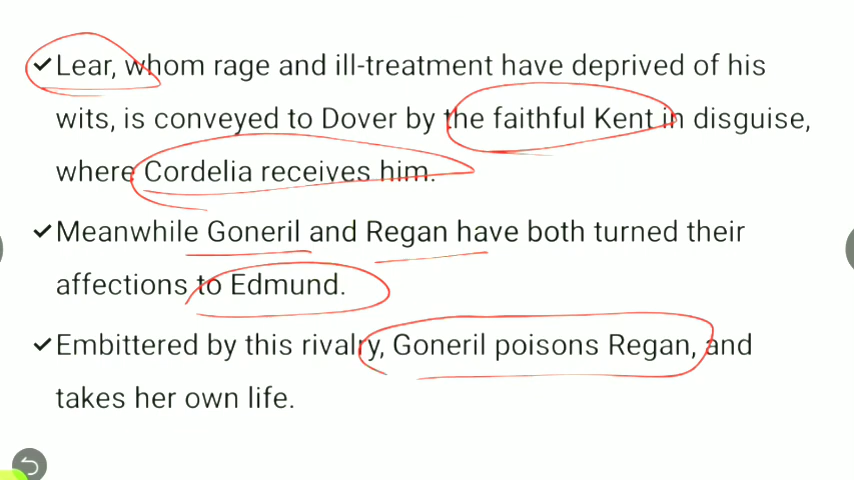 ✓Lear, whom rage and ill-treatment have deprived of his
wits, is conveyed to Dover by the faithful Kent in disguise,
where Cordelia receives him.
✓Meanwhile Goneril and Regan have both turned their
affections to Edmund.
✓Embittered by this rivalry, Goneril poisons Regan, and
takes her own life.